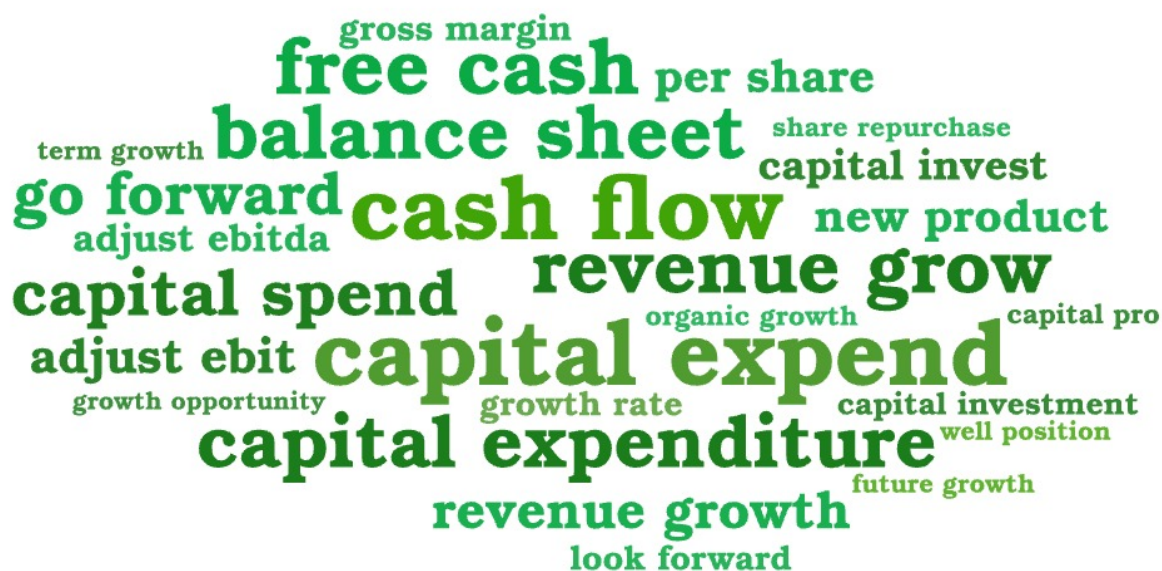 gross margin
free cash
per share
balance sheet
share repurchase
term growth
capital invest
go forward
cash flow
new product
adjust ebitda
revenue grow
capital spend
organic growth
capital pro
adjust ebit
capital expend
growth opportunity
growth rate
capital investment
capital expenditure
well position
future growth
revenue growth
look forward